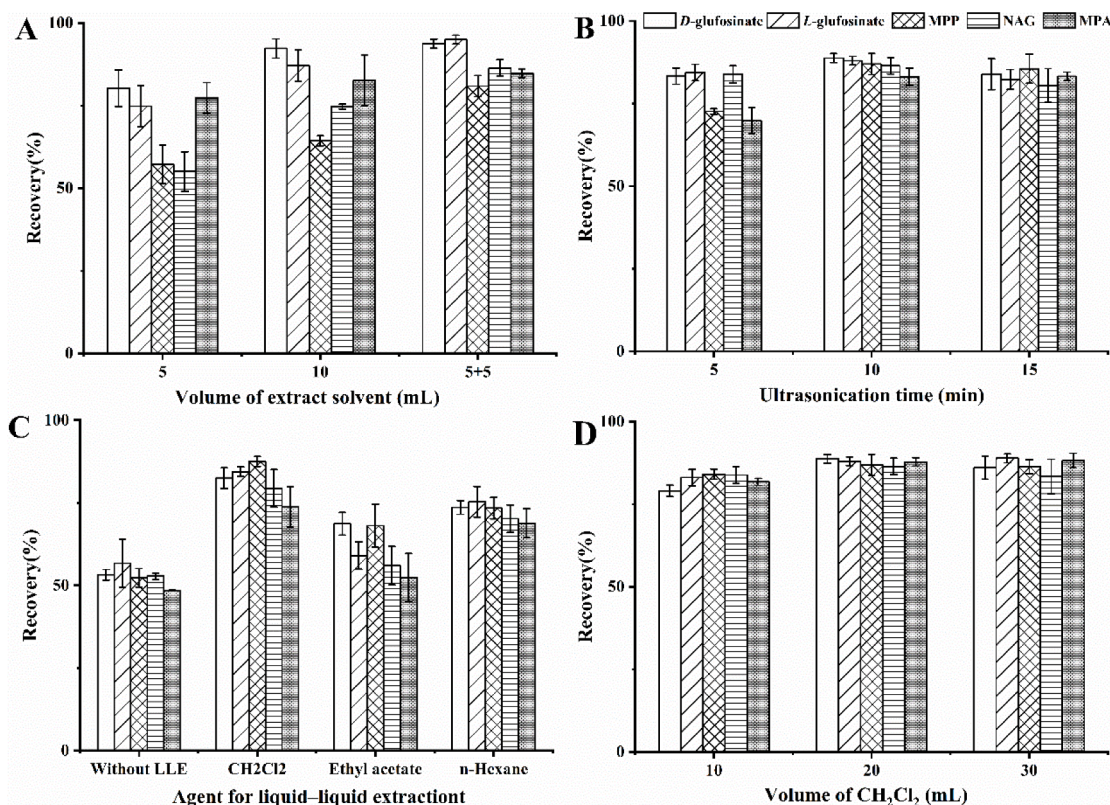 A
100
50
0
Recovery(%)
5
10
5+5
Volume of extract solvent (mL)
B
D-glufosinate
L-glufosinate
MPP
NAG
MPA
100
50
0
Recovery(%)
5
10
15
Ultrasonication time (min)
C
100
50
0
Recovery(%)
Without LLE
CH2Cl2
Ethyl acetate
n-Hexane
Agent for liquid–liquid extractiont
D
100
50
0
Recovery(%)
10
20
30
Volume of CH₂Cl₂ (mL)